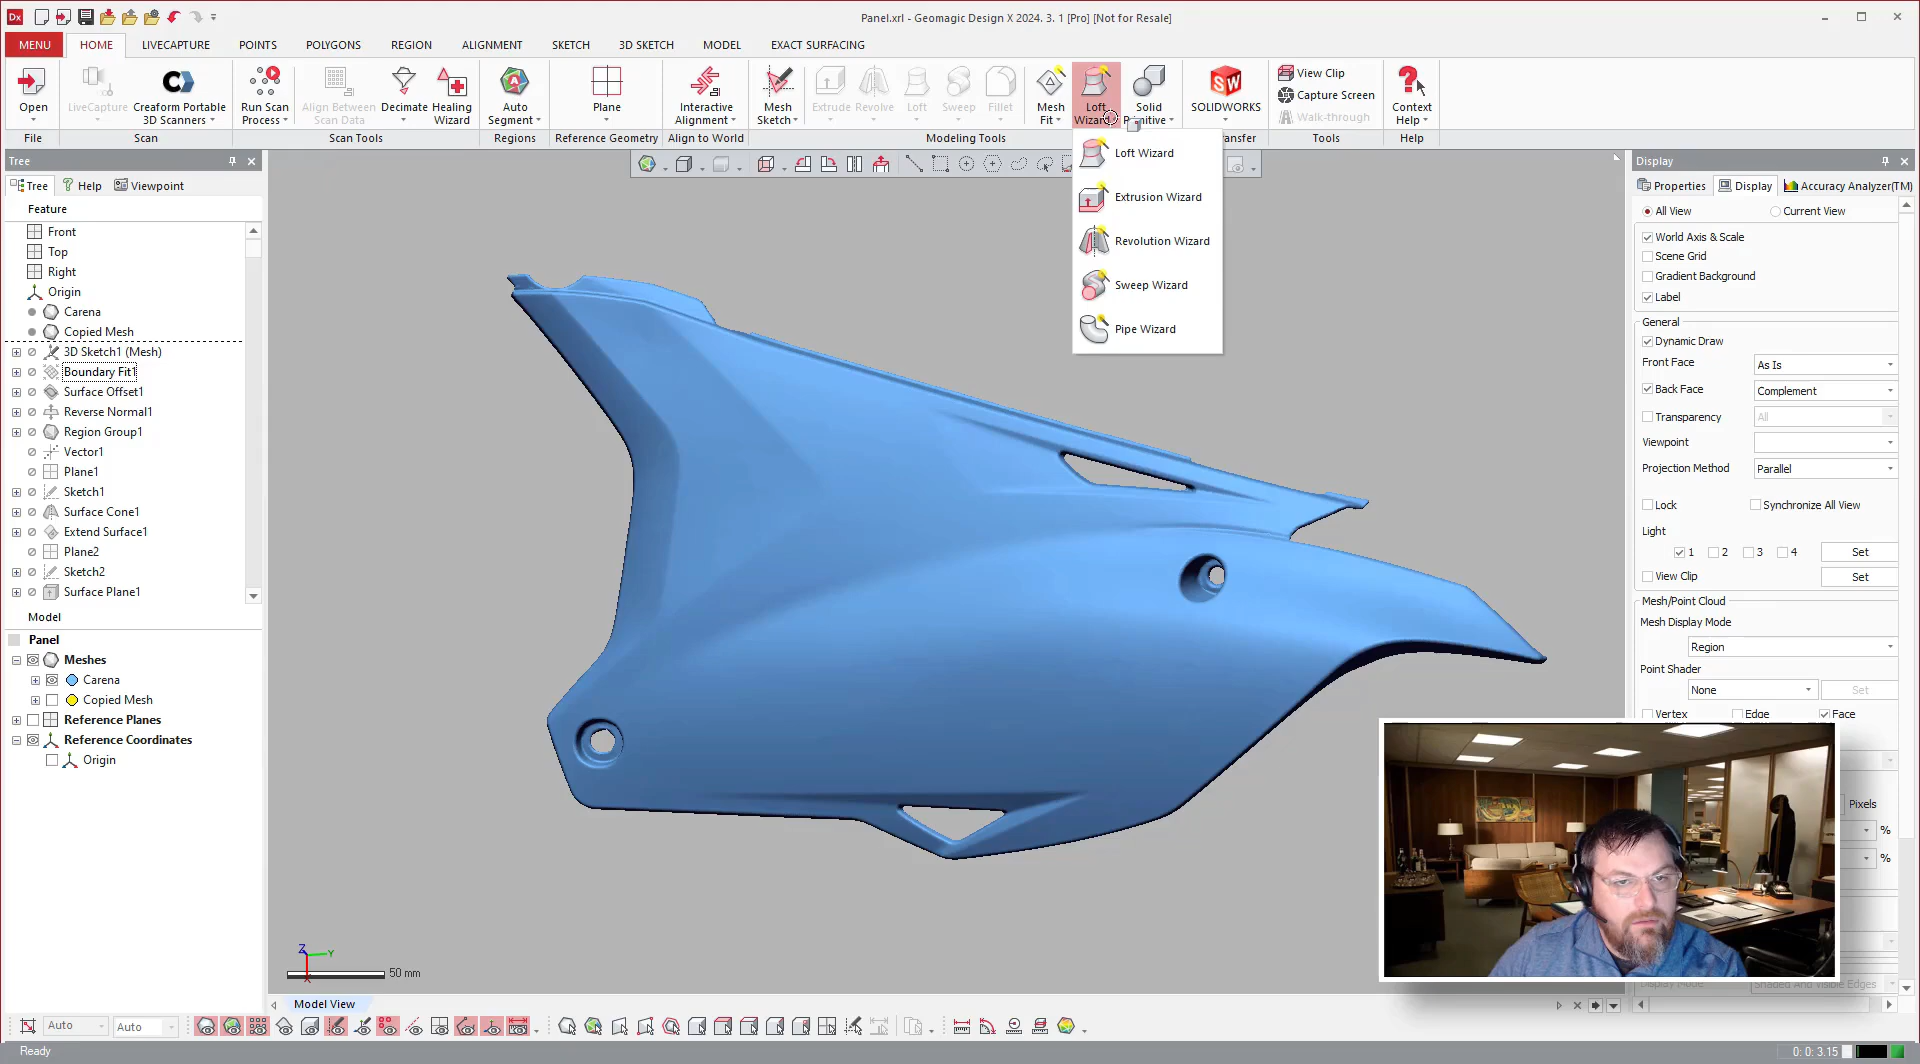 Dx
Panel.xrl - Geomagic Design X 2024. 3. 1 [Pro] [Not for Resale]
MENU HOME LIVECAPTURE POINTS POLYGONS REGION ALIGNMENT SKETCH 3D SKETCH MODEL EXACT SURFACING
Open LiveCapture Creaform Portable 3D Scanners Run Scan Process Align Between Scan Data Decimate Healing Wizard Auto Segment Plane Interactive Alignment Mesh Sketch Extrude Revolve Loft Sweep Fillet Mesh Fit Loft Wizard Solid Primitive SOLIDWORKS View Clip Capture Screen Walk-through Context Help
File Scan Scan Tools Regions Reference Geometry Align to World Modeling Tools Tools Help
Loft Wizard
Extrusion Wizard
Revolution Wizard
Sweep Wizard
Pipe Wizard
Tree
Tree Help Viewpoint
Feature
Front
Top
Right
Origin
Carena
Copied Mesh
3D Sketch1 (Mesh)
Boundary Fit1
Surface Offset1
Reverse Normal1
Region Group1
Vector1
Plane1
Sketch1
Surface Cone1
Extend Surface1
Plane2
Sketch2
Surface Plane1
Model
Panel
Meshes
Carena
Copied Mesh
Reference Planes
Reference Coordinates
Origin
Z Y
X
50 mm
Model View
Display
Properties Display Accuracy Analyzer(TM)
All View Current View
World Axis & Scale
Scene Grid
Gradient Background
Label
General
Dynamic Draw
Front Face As Is
Back Face Complement
Transparency All
Viewpoint
Projection Method Parallel
Lock Synchronize All View
Light
1 2 3 4 Set
View Clip Set
Mesh/Point Cloud
Mesh Display Mode
Region
Point Shader
None Set
Vertex Edge Face
Pixels
%
%
Display Mode Shaded And Visible Edges
Auto Auto
Ready
0: 0: 3.15